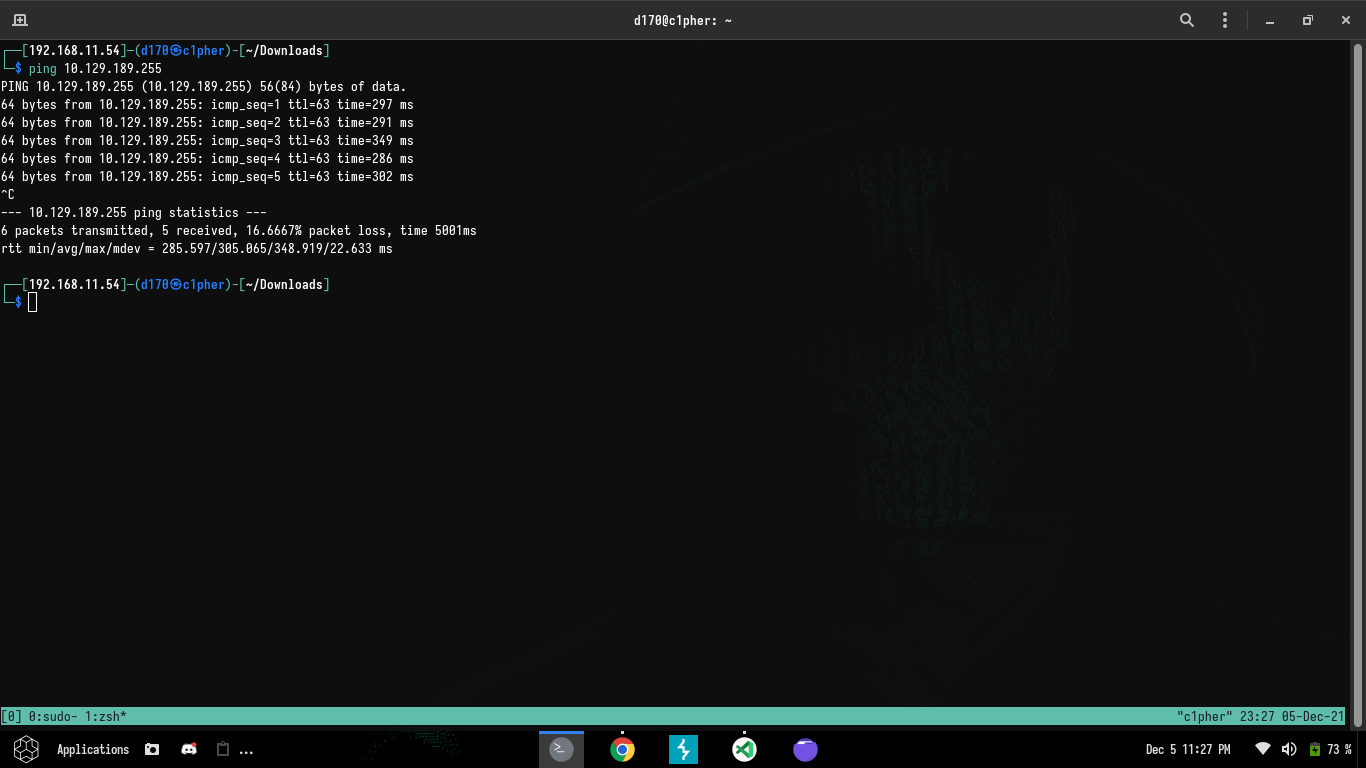 d170@c1pher: ~
┌──[192.168.11.54]─(d170㉿c1pher)-[~/Downloads]
└─$ ping 10.129.189.255
PING 10.129.189.255 (10.129.189.255) 56(84) bytes of data.
64 bytes from 10.129.189.255: icmp_seq=1 ttl=63 time=297 ms
64 bytes from 10.129.189.255: icmp_seq=2 ttl=63 time=291 ms
64 bytes from 10.129.189.255: icmp_seq=3 ttl=63 time=349 ms
64 bytes from 10.129.189.255: icmp_seq=4 ttl=63 time=286 ms
64 bytes from 10.129.189.255: icmp_seq=5 ttl=63 time=302 ms
^C
--- 10.129.189.255 ping statistics ---
6 packets transmitted, 5 received, 16.6667% packet loss, time 5001ms
rtt min/avg/max/mdev = 285.597/305.065/348.919/22.633 ms
┌──[192.168.11.54]─(d170㉿c1pher)-[~/Downloads]
└─$
[0] 0:sudo- 1:zsh* "c1pher" 23:27 05-Dec-21
Applications ... Dec 5 11:27 PM 73 %